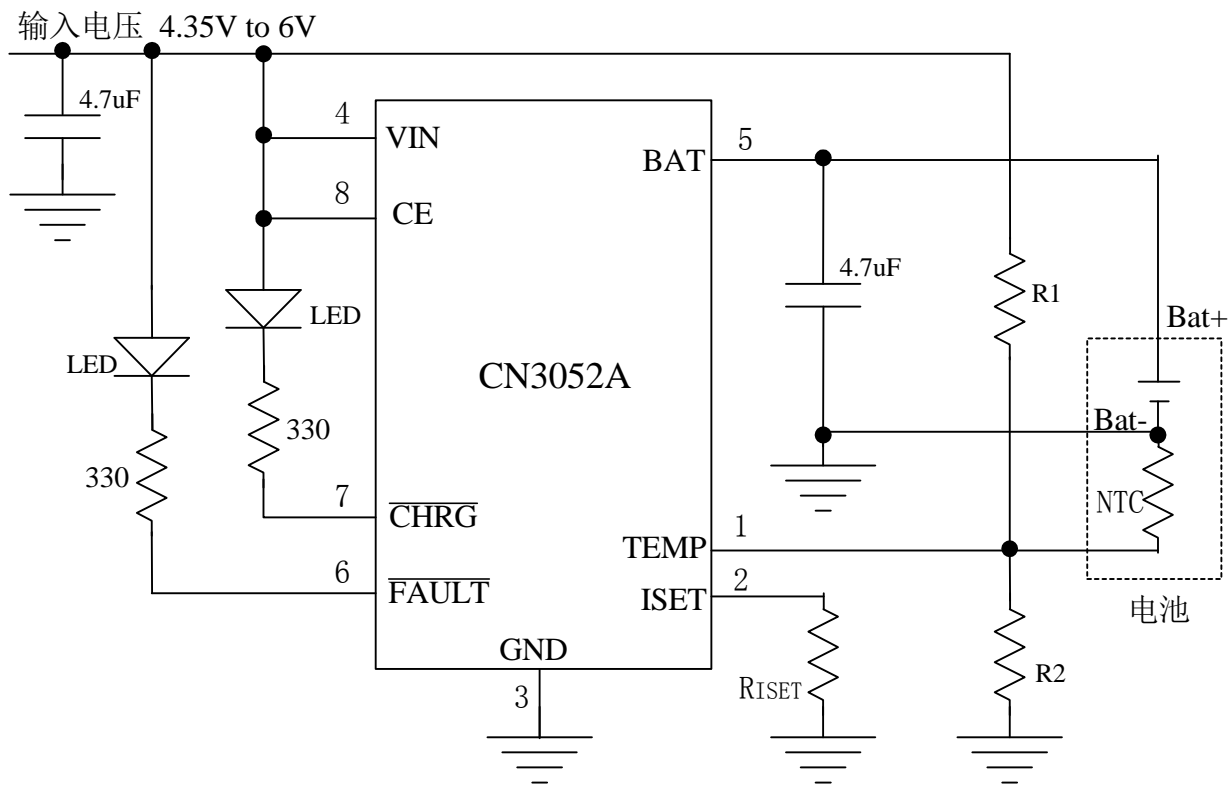 输入电压 4.35V to 6V
4.7uF
4
VIN
5
BAT
8
CE
4.7uF
R1
LED
Bat+
LED
CN3052A
Bat-
330
330
NTC
7
CHRG
1
TEMP
6
FAULT
2
ISET
电池
GND
3
RISET
R2